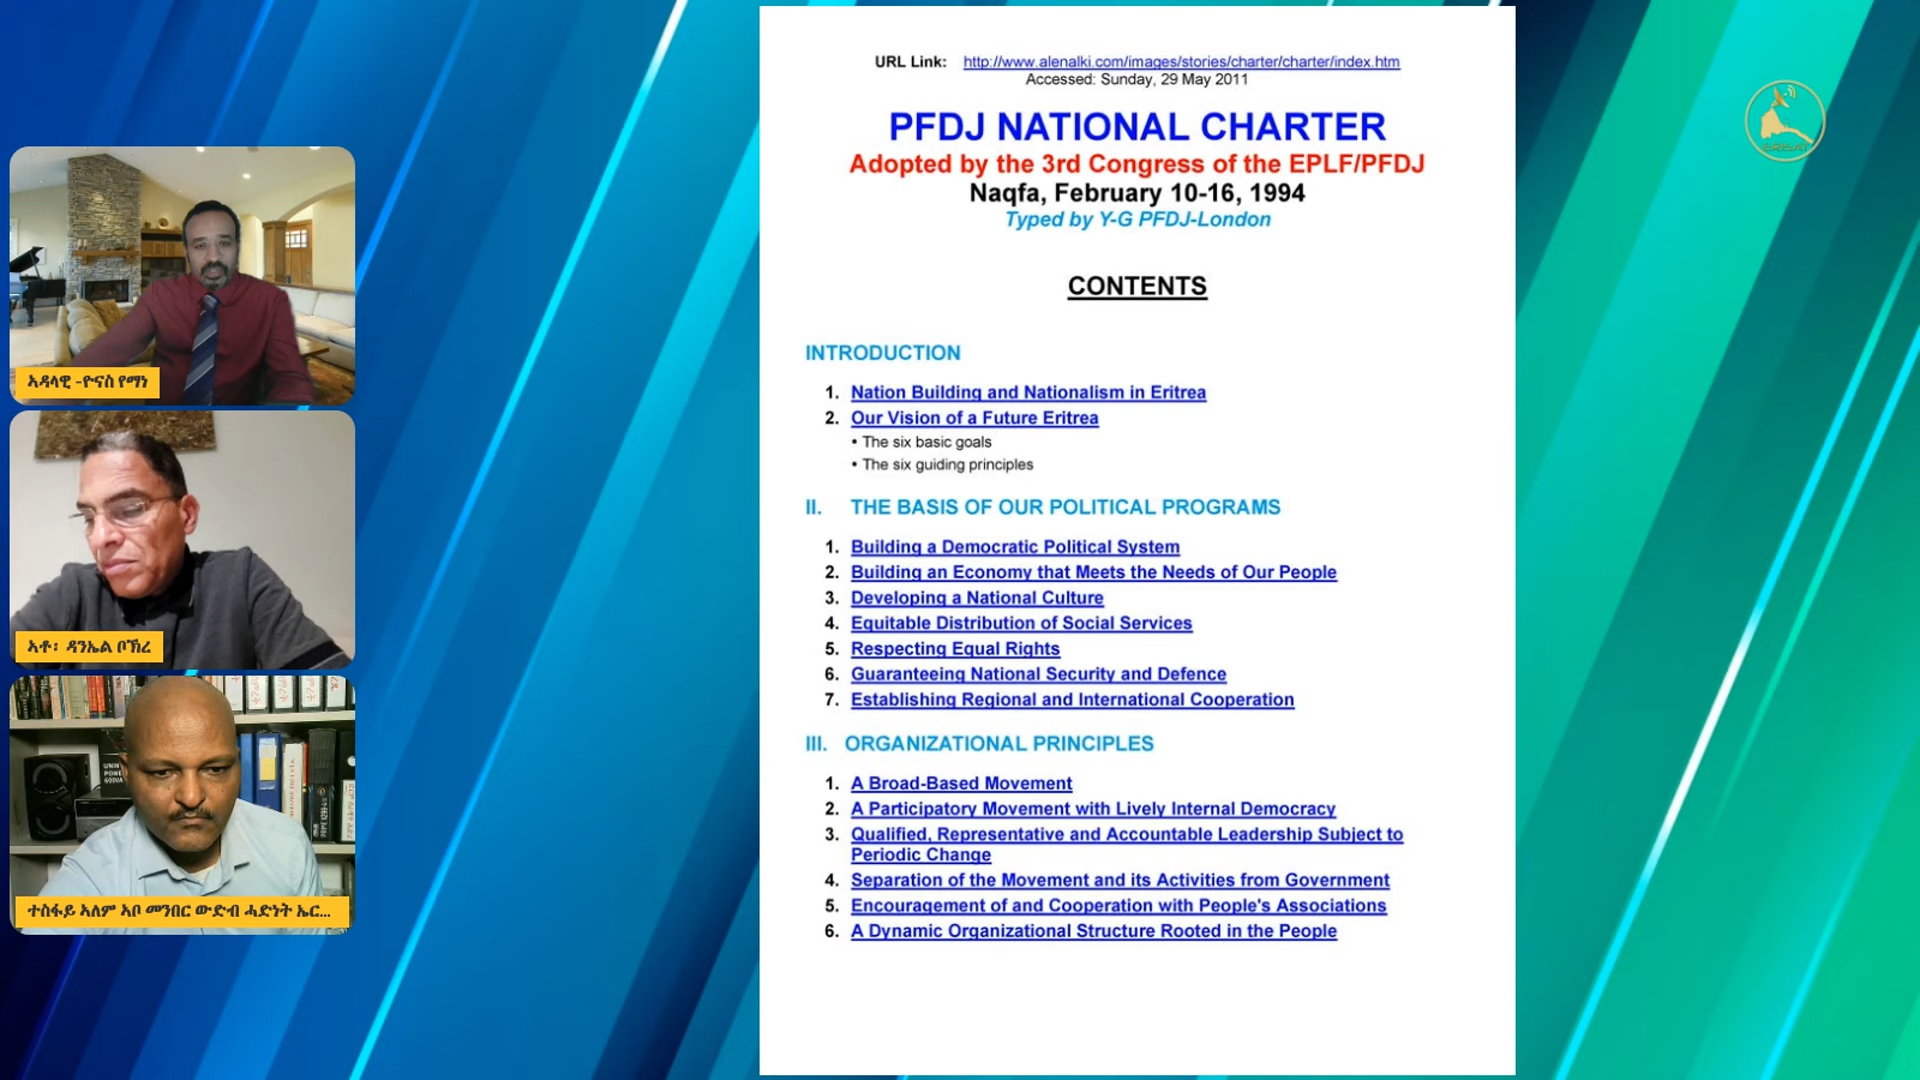 URL Link: http://www.alenalki.com/images/stories/charter/charter/index.htm
Accessed: Sunday, 29 May 2011
PFDJ NATIONAL CHARTER
Adopted by the 3rd Congress of the EPLF/PFDJ
Naqfa, February 10-16, 1994
Typed by Y-G PFDJ-London
CONTENTS
INTRODUCTION
1. Nation Building and Nationalism in Eritrea
2. Our Vision of a Future Eritrea
• The six basic goals
• The six guiding principles
II. THE BASIS OF OUR POLITICAL PROGRAMS
1. Building a Democratic Political System
2. Building an Economy that Meets the Needs of Our People
3. Developing a National Culture
4. Equitable Distribution of Social Services
5. Respecting Equal Rights
6. Guaranteeing National Security and Defence
7. Establishing Regional and International Cooperation
III. ORGANIZATIONAL PRINCIPLES
1. A Broad-Based Movement
2. A Participatory Movement with Lively Internal Democracy
3. Qualified, Representative and Accountable Leadership Subject to
Periodic Change
4. Separation of the Movement and its Activities from Government
5. Encouragement of and Cooperation with People's Associations
6. A Dynamic Organizational Structure Rooted in the People
ኣዳላዊ -ዮናስ የማነ
ኣቶ፡ ዳንኤል ቦኽረ
ተስፋይ ኣለም ኣቦ መንበር ውድብ ሓድነት ኤር...
ERISAT